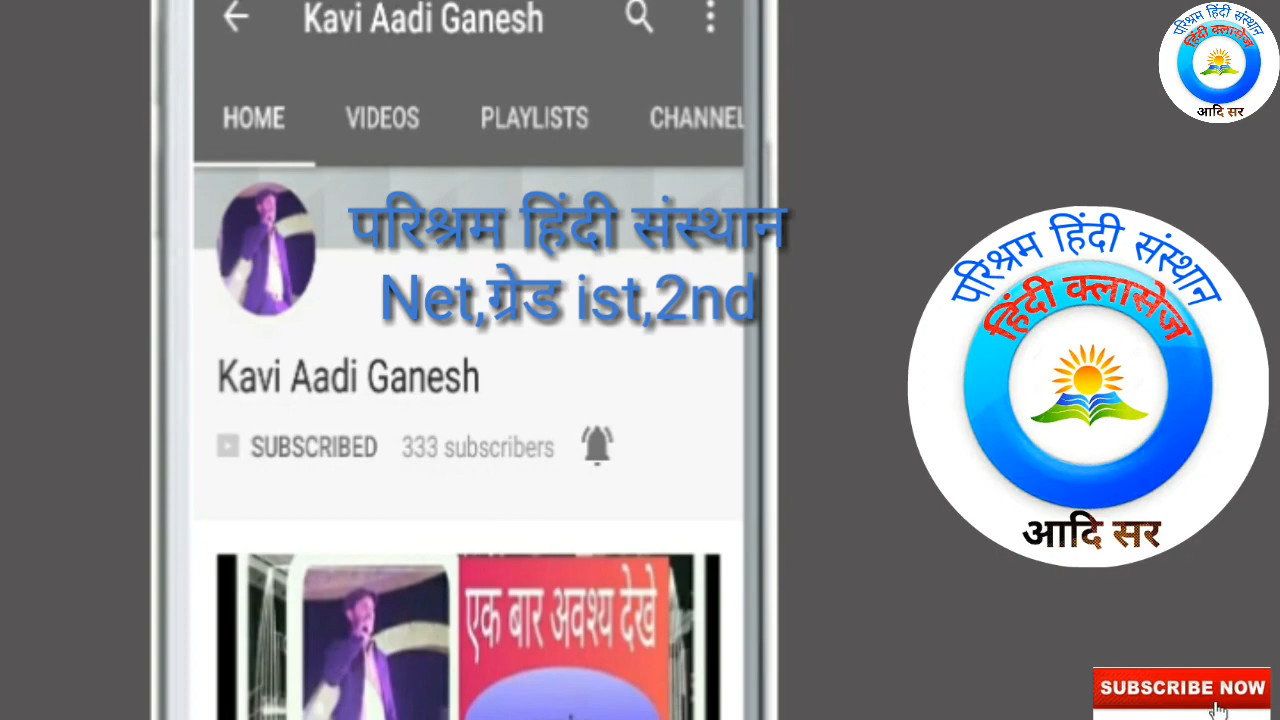 Kavi Aadi Ganesh
HOME VIDEOS PLAYLISTS CHANNEL
परिश्रम हिंदी संस्थान
Net,ग्रेड ist,2nd
Kavi Aadi Ganesh
SUBSCRIBED 333 subscribers
एक बार अवश्य देखे
परिश्रम हिंदी संस्थान
हिंदी क्लासेज
आदि सर
परिश्रम हिंदी संस्थान
हिंदी क्लासेज
आदि सर
SUBSCRIBE NOW